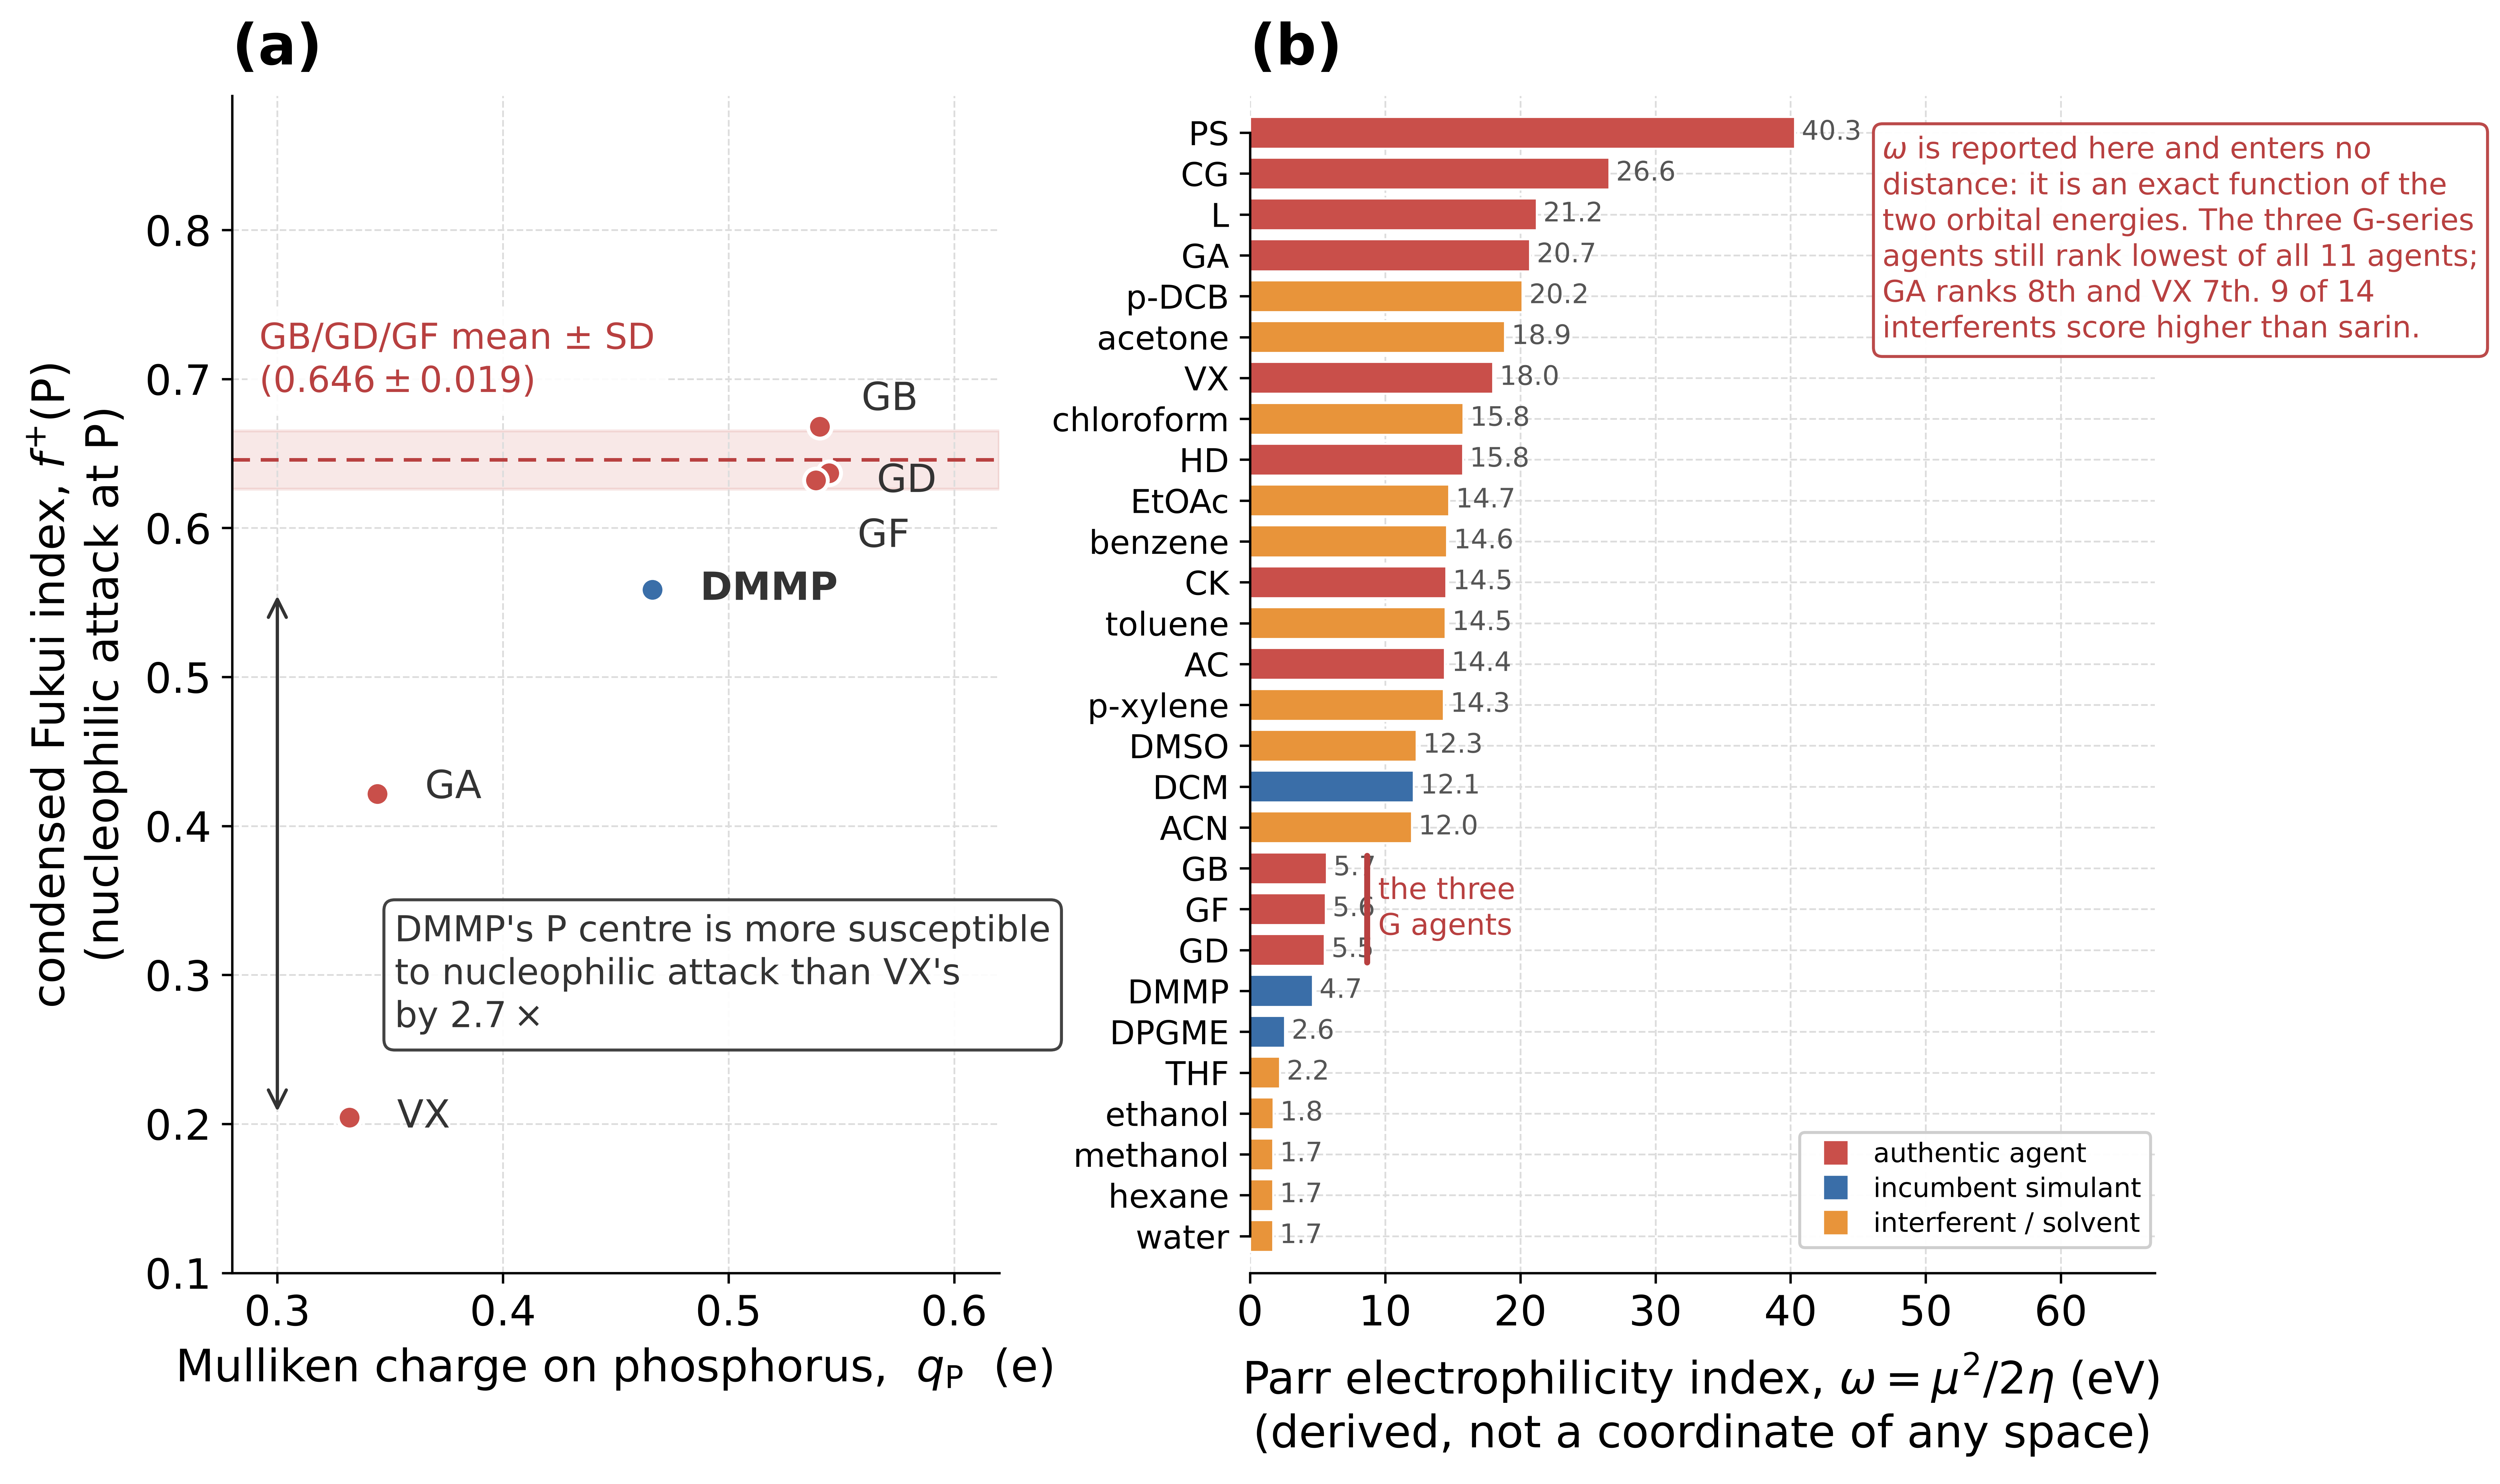 (a)
condensed Fukui index, f⁺(P)
(nucleophilic attack at P)
0.8
0.7
0.6
0.5
0.4
0.3
0.2
0.1
GB/GD/GF mean ± SD
(0.646 ± 0.019)
GB
GD
GF
DMMP
GA
DMMP's P centre is more susceptible
to nucleophilic attack than VX's
by 2.7 ×
VX
0.3
0.4
0.5
0.6
Mulliken charge on phosphorus, q_P (e)
(b)
PS 40.3
CG 26.6
L 21.2
GA 20.7
p-DCB 20.2
acetone 18.9
VX 18.0
chloroform 15.8
HD 15.8
EtOAc 14.7
benzene 14.6
CK 14.5
toluene 14.5
AC 14.4
p-xylene 14.3
DMSO 12.3
DCM 12.1
ACN 12.0
GB 5.7
GF 5.6
GD 5.5
DMMP 4.7
DPGME 2.6
THF 2.2
ethanol 1.8
methanol 1.7
hexane 1.7
water 1.7
ω is reported here and enters no
distance: it is an exact function of the
two orbital energies. The three G-series
agents still rank lowest of all 11 agents;
GA ranks 8th and VX 7th. 9 of 14
interferents score higher than sarin.
the three
G agents
authentic agent
incumbent simulant
interferent / solvent
0
10
20
30
40
50
60
Parr electrophilicity index, ω = μ²/2η (eV)
(derived, not a coordinate of any space)